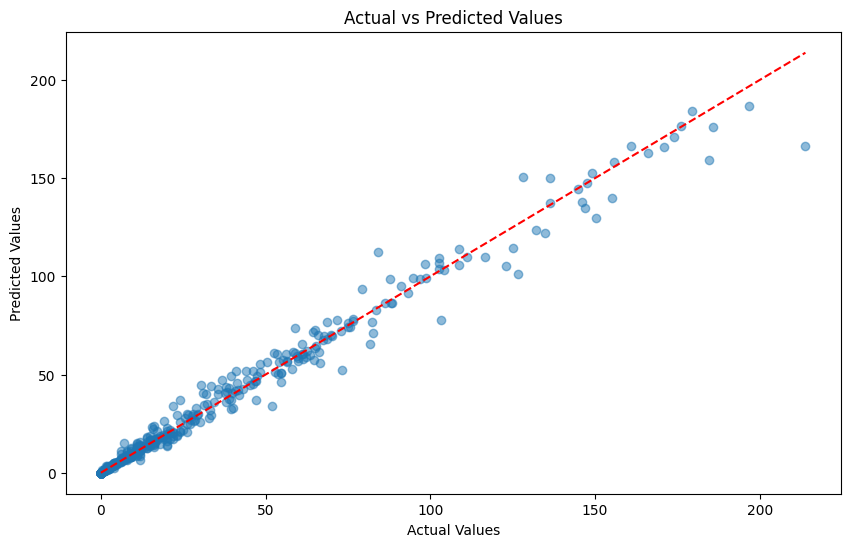 Actual vs Predicted Values
Predicted Values
200
150
100
50
0
0 50 100 150 200
Actual Values